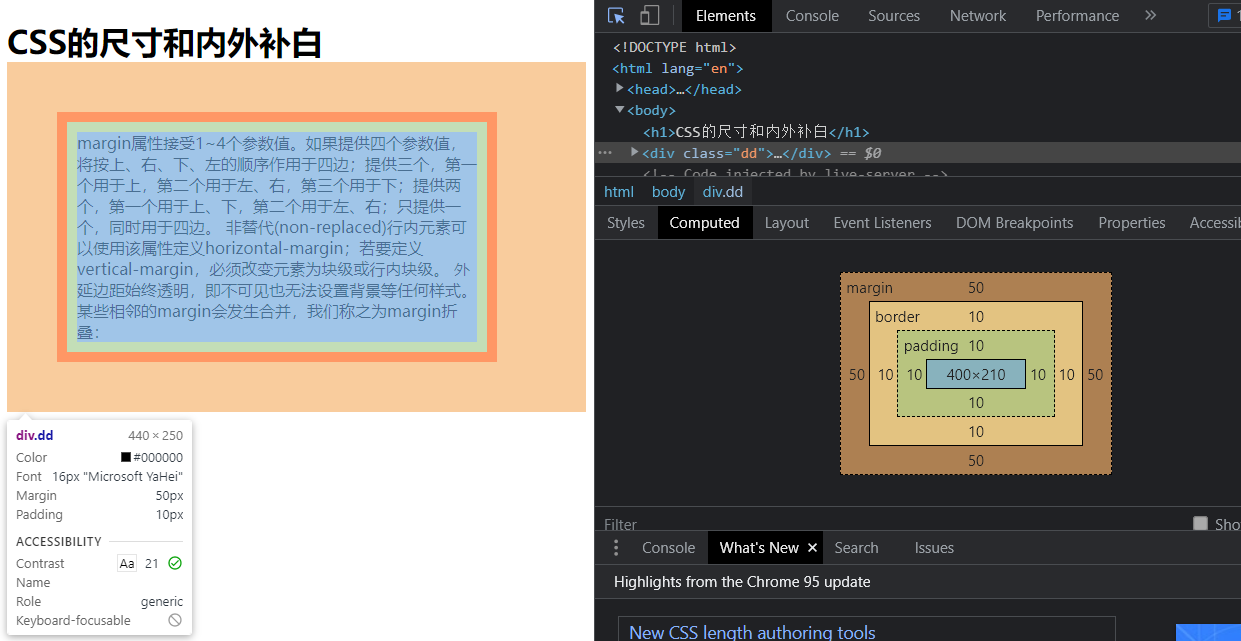 CSS的尺寸和内外补白
margin属性接受1~4个参数值。如果提供四个参数值，
将按上、右、下、左的顺序作用于四边；提供三个，第一
个用于上，第二个用于左、右，第三个用于下；提供两
个，第一个用于上、下，第二个用于左、右；只提供一
个，同时用于四边。 非替代(non-replaced)行内元素可
以使用该属性定义horizontal-margin；若要定义
vertical-margin，必须改变元素为块级或行内块级。 外
延边距始终透明，即不可见也无法设置背景等任何样式。
某些相邻的margin会发生合并，我们称之为margin折
叠：
div.dd 440 × 250
Color #000000
Font 16px "Microsoft YaHei"
Margin 50px
Padding 10px
ACCESSIBILITY
Contrast Aa 21
Name
Role generic
Keyboard-focusable
Elements Console Sources Network Performance » 1
<!DOCTYPE html>
<html lang="en">
<head>…</head>
<body>
<h1>CSS的尺寸和内外补白</h1>
<div class="dd">…</div> == $0
<!-- Code injected by live-server -->
html body div.dd
Styles Computed Layout Event Listeners DOM Breakpoints Properties Accessi
margin 50
border 10
padding 10
50 10 10 400×210 10 10 50
10
10
50
Filter Sho
Console What's New × Search Issues
Highlights from the Chrome 95 update
New CSS length authoring tools